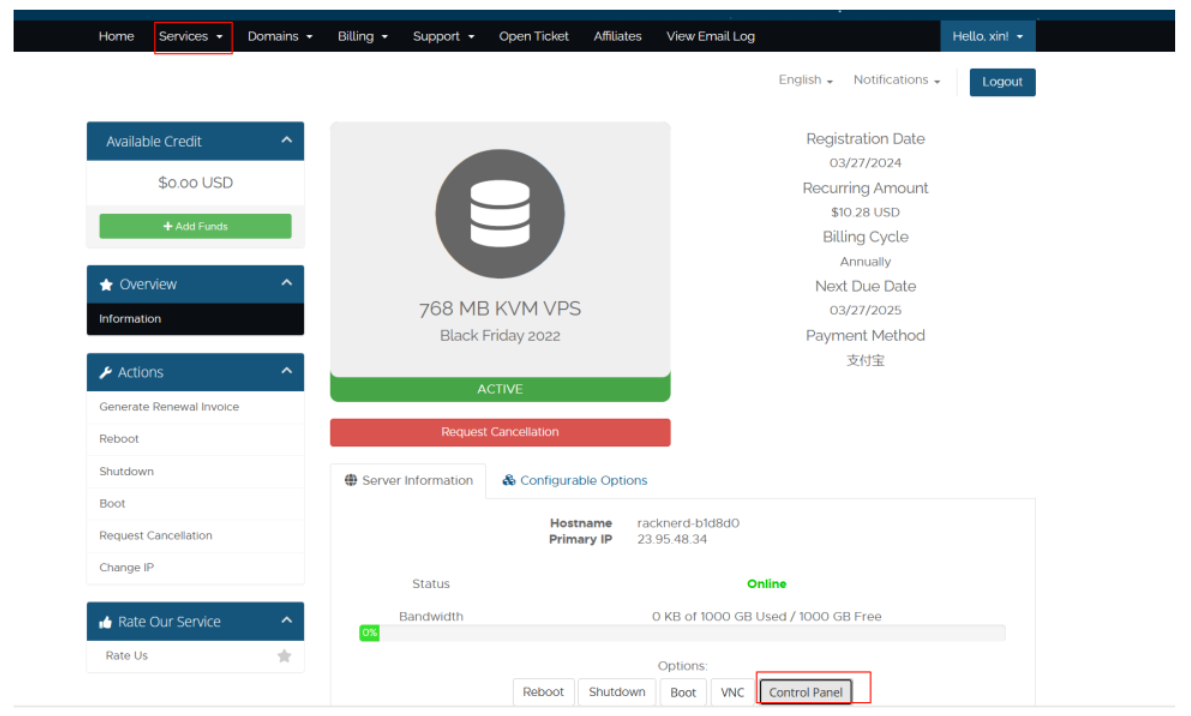 Home Services Domains Billing Support Open Ticket Affiliates View Email Log Hello, xin!
English Notifications Logout
Available Credit
$0.00 USD
Add Funds
Overview
Information
Actions
Generate Renewal Invoice
Reboot
Shutdown
Boot
Request Cancellation
Change IP
Rate Our Service
Rate Us
768 MB KVM VPS
Black Friday 2022
ACTIVE
Request Cancellation
Registration Date
03/27/2024
Recurring Amount
$10.28 USD
Billing Cycle
Annually
Next Due Date
03/27/2025
Payment Method
支付宝
Server Information Configurable Options
Hostname racknerd-b1d8d0
Primary IP 23.95.48.34
Status Online
Bandwidth 0 KB of 1000 GB Used / 1000 GB Free
0%
Options:
Reboot Shutdown Boot VNC Control Panel